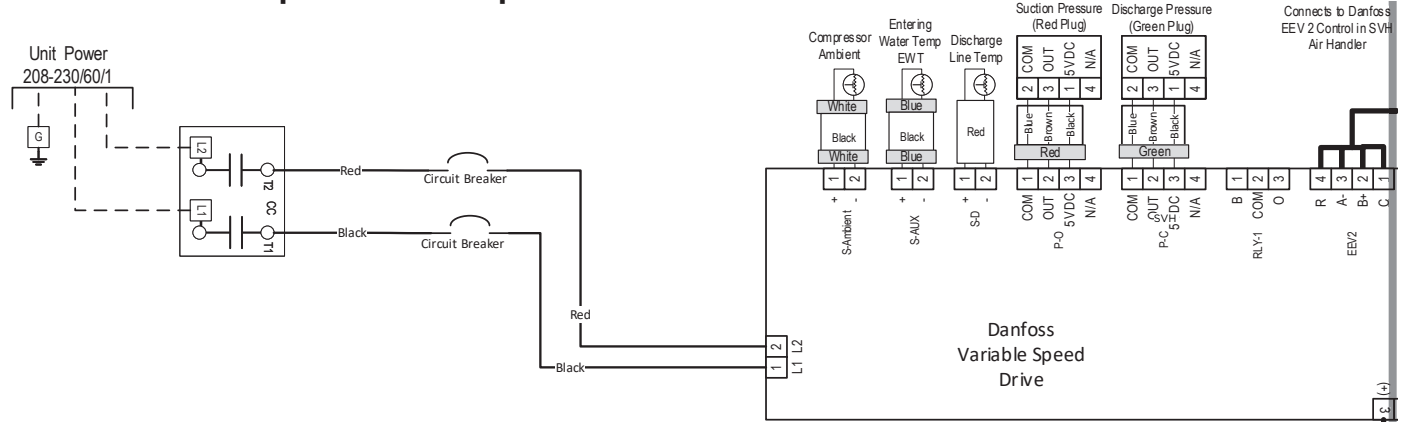 Unit Power
208-230/60/1
G
L2
T2
CC
L1
T1
Red
Circuit Breaker
Black
Circuit Breaker
Red
Black
2 L2
1 L1
Compressor
Ambient
White
Black
White
1 2
+ -
S-Ambient
Entering
Water Temp
EWT
Blue
Black
Blue
1 2
+ -
S-AUX
Discharge
Line Temp
Red
1 2
+ -
S-D
Suction Pressure
(Red Plug)
COM OUT 5VDC N/A
2 3 1 4
Blue Brown Black
Red
1 2 3 4
COM OUT 5VDC N/A
P-O
Discharge Pressure
(Green Plug)
COM OUT 5VDC N/A
2 3 1 4
Blue Brown Black
Green
1 2 3 4
COM OUT 5VDC N/A
SVH
P-C
1 2 3
B COM O
RLY-1
Connects to Danfoss
EEV 2 Control in SVH
Air Handler
4 3 2 1
R A- B+ C
EEV2
Danfoss
Variable Speed
Drive
(+)
3